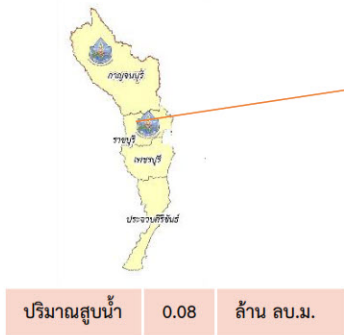 กาญจนบุรี
ราชบุรี
เพชรบุรี
ประจวบคีรีขันธ์
ปริมาณสูบน้ำ 0.08 ล้าน ลบ.ม.